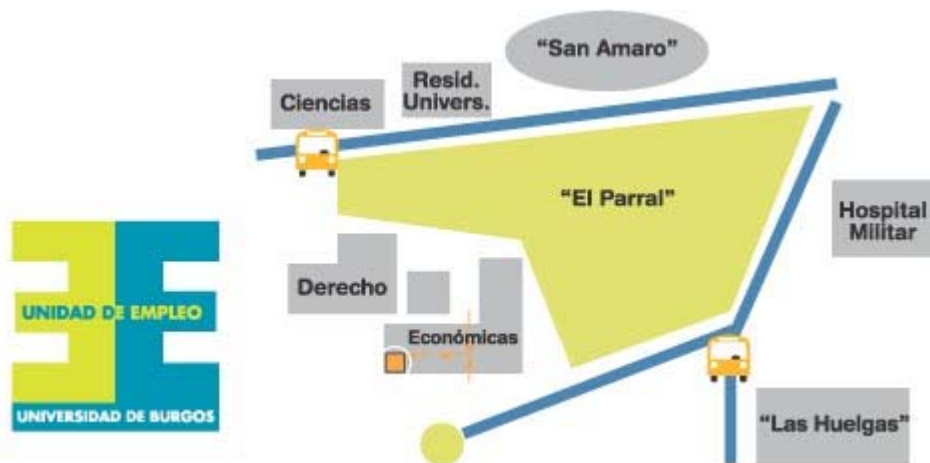 “San Amaro”
Resid.
Univers.
Ciencias
“El Parral”
Hospital
Militar
Derecho
Económicas
“Las Huelgas”
UNIDAD DE EMPLEO
UNIVERSIDAD DE BURGOS